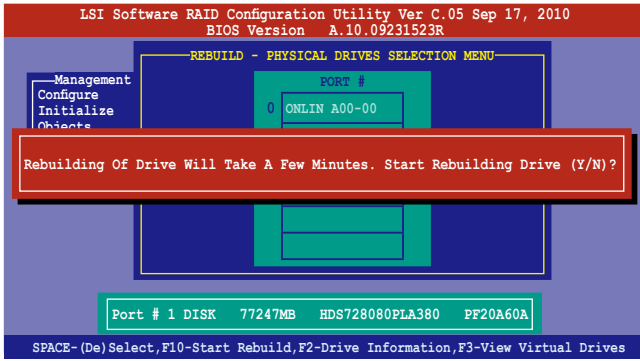 LSI Software RAID Configuration Utility Ver C.05 Sep 17, 2010
BIOS Version A.10.09231523R
REBUILD - PHYSICAL DRIVES SELECTION MENU
Management
PORT #
Configure
Initialize
0 ONLIN A00-00
Objects
Rebuilding Of Drive Will Take A Few Minutes. Start Rebuilding Drive (Y/N)?
Port # 1 DISK 77247MB HDS728080PLA380 PF20A60A
SPACE-(De)Select,F10-Start Rebuild,F2-Drive Information,F3-View Virtual Drives